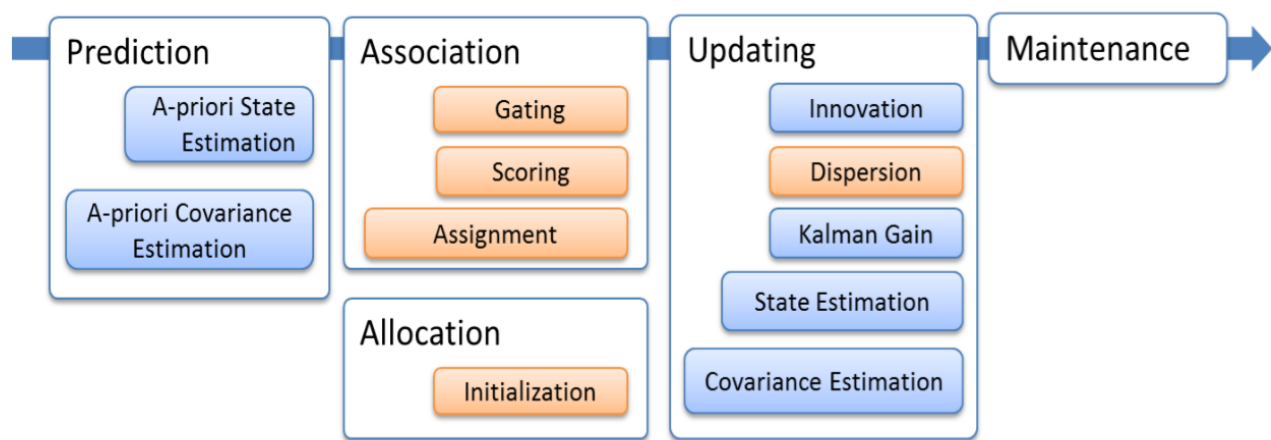 Prediction
A-priori State
Estimation
A-priori Covariance
Estimation
Association
Gating
Scoring
Assignment
Allocation
Initialization
Updating
Innovation
Dispersion
Kalman Gain
State Estimation
Covariance Estimation
Maintenance